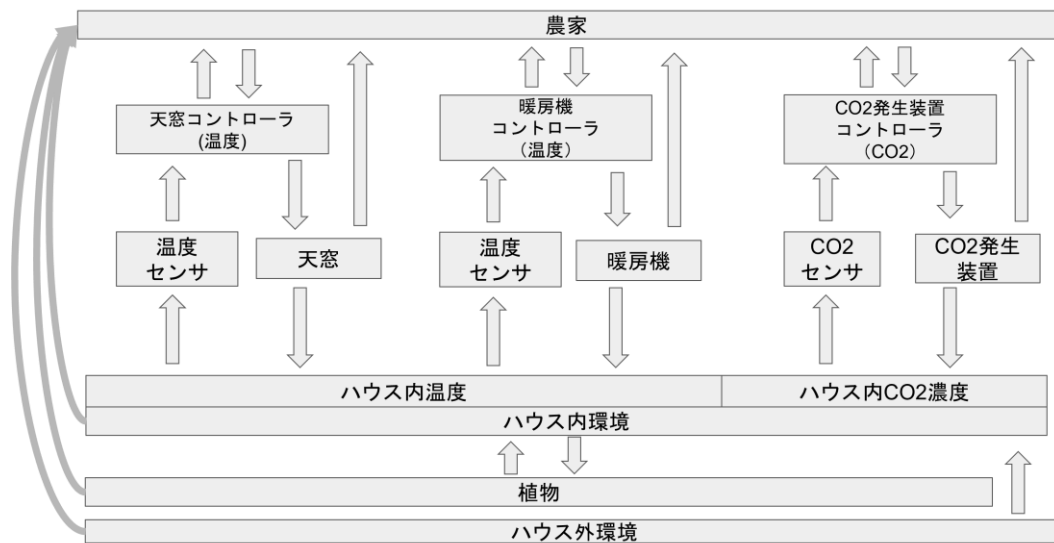 農家
天窓コントローラ
(温度)
暖房機
コントローラ
（温度）
CO2発生装置
コントローラ
（CO2）
温度
センサ
天窓
温度
センサ
暖房機
CO2
センサ
CO2発生
装置
ハウス内温度
ハウス内CO2濃度
ハウス内環境
植物
ハウス外環境